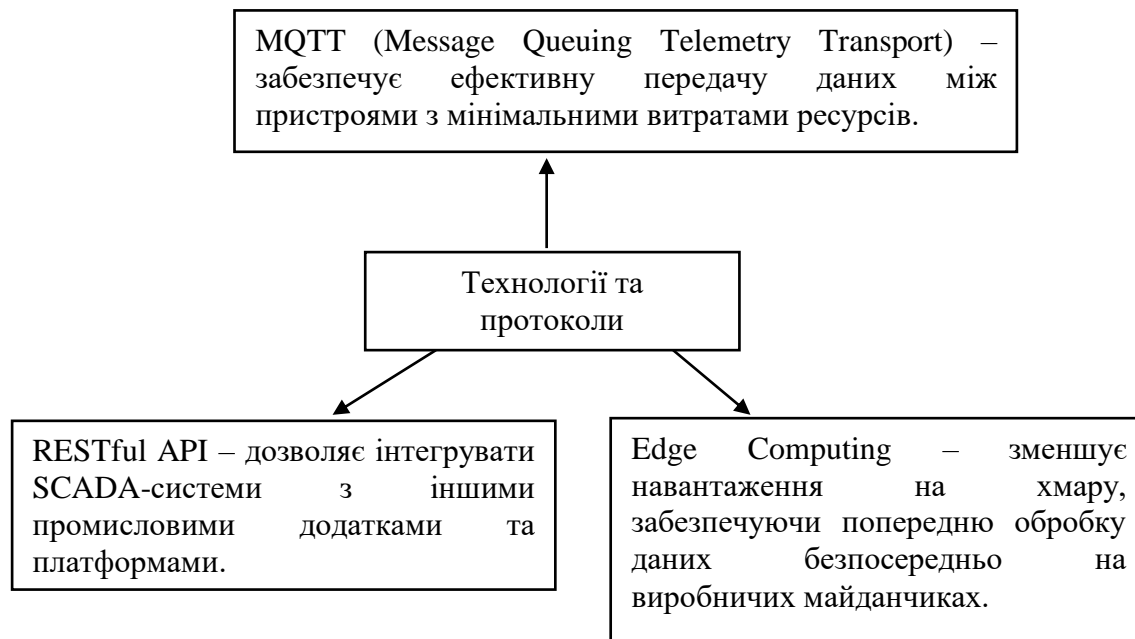 MQTT (Message Queuing Telemetry Transport) –
забезпечує ефективну передачу даних між
пристроями з мінімальними витратами ресурсів.
Технології та
протоколи
RESTful API – дозволяє інтегрувати
SCADA-системи з іншими
промисловими додатками та
платформами.
Edge Computing – зменшує
навантаження на хмару,
забезпечуючи попередню обробку
даних безпосередньо на
виробничих майданчиках.